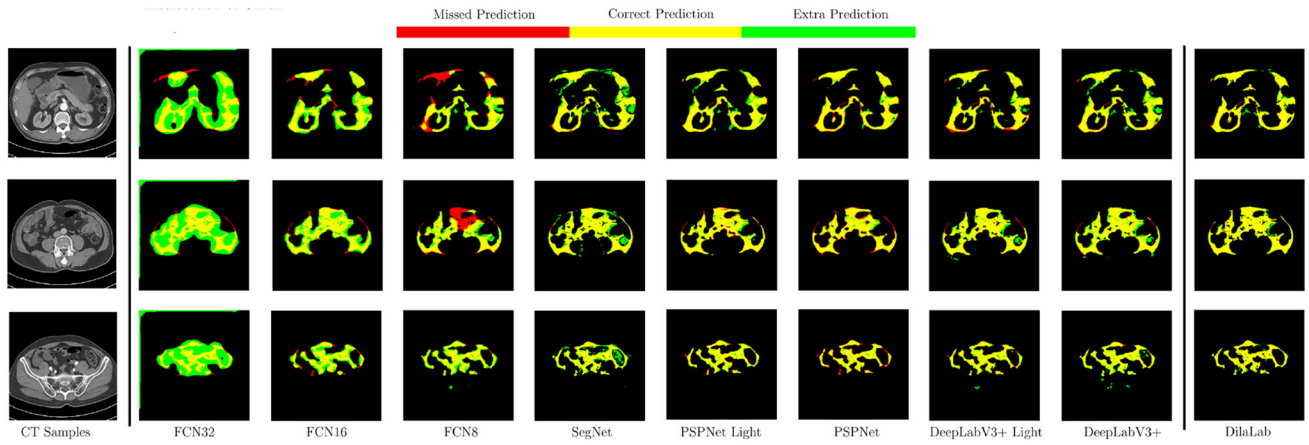 Missed Prediction Correct Prediction Extra Prediction
CT Samples FCN32 FCN16 FCN8 SegNet PSPNet Light PSPNet DeepLabV3+ Light DeepLabV3+ DilaLab